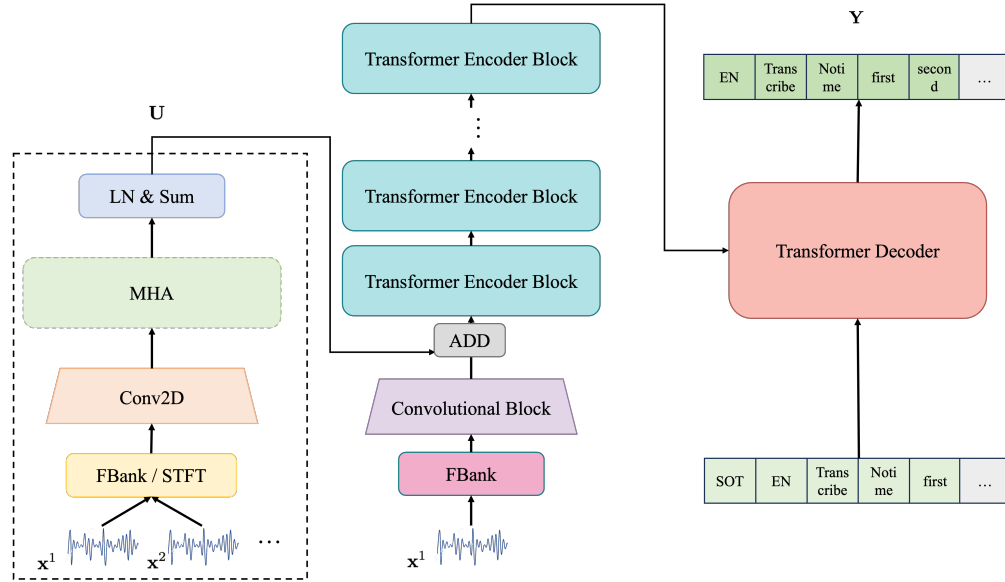 U
LN & Sum
MHA
Conv2D
FBank / STFT
x¹
x²
...
Transformer Encoder Block
⋮
Transformer Encoder Block
Transformer Encoder Block
ADD
Convolutional Block
FBank
x¹
Y
EN
Trans
cribe
Noti
me
first
secon
d
...
Transformer Decoder
SOT
EN
Trans
cribe
Noti
me
first
...